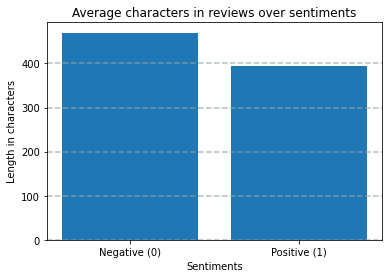 Average characters in reviews over sentiments
Length in characters
400
300
200
100
0
Negative (0)
Positive (1)
Sentiments